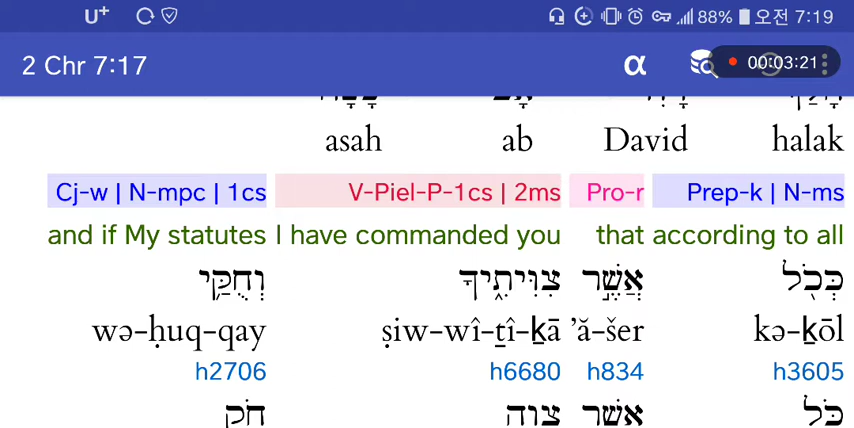 U+ 88% 오전 7:19
2 Chr 7:17 α 00:03:21
asah ab David halak
Cj-w | N-mpc | 1cs V-Piel-P-1cs | 2ms Pro-r Prep-k | N-ms
and if My statutes I have commanded you that according to all
וְחֻקַּ֥י צִוִּיתִ֑יךָ אֲשֶׁ֣ר כְּכֹ֖ל
wə-ḥuq-qay ṣiw-wî-ṯî-ḵā ’ă-šer kə-ḵōl
h2706 h6680 h834 h3605
חֹק צוה אשׁר כֹּל